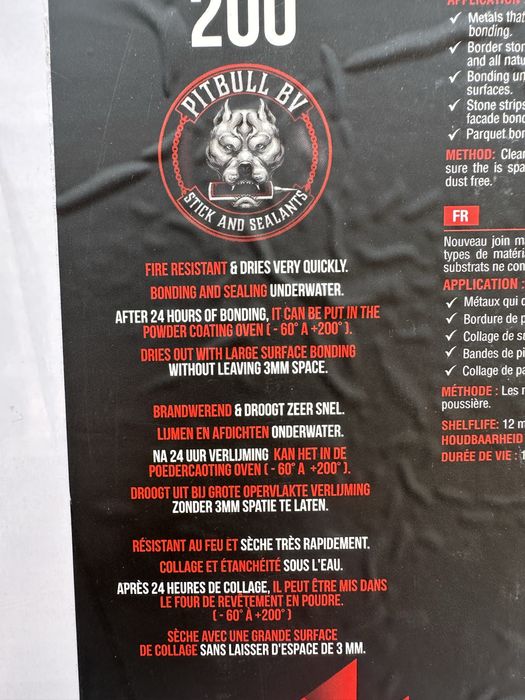 200
PITBULL BV
STICK AND SEALANTS
FIRE RESISTANT & DRIES VERY QUICKLY.
BONDING AND SEALING UNDERWATER.
AFTER 24 HOURS OF BONDING, IT CAN BE PUT IN THE
POWDER COATING OVEN ( - 60° A +200° ).
DRIES OUT WITH LARGE SURFACE BONDING
WITHOUT LEAVING 3MM SPACE.
BRANDWEREND & DROOGT ZEER SNEL.
LIJMEN EN AFDICHTEN ONDERWATER.
NA 24 UUR VERLIJMING KAN HET IN DE
POEDERCAOTING OVEN ( - 60° A +200° ).
DROOGT UIT BIJ GROTE OPERVLAKTE VERLIJMING
ZONDER 3MM SPATIE TE LATEN.
RÉSISTANT AU FEU ET SÈCHE TRÈS RAPIDEMENT.
COLLAGE ET ÉTANCHÉITÉ SOUS L'EAU.
APRÈS 24 HEURES DE COLLAGE, IL PEUT ÊTRE MIS DANS
LE FOUR DE REVÊTEMENT EN POUDRE.
( - 60° À +200° )
SÈCHE AVEC UNE GRANDE SURFACE
DE COLLAGE SANS LAISSER D'ESPACE DE 3 MM.
✓ Metals that
bonding.
✓ Border stor
and all natu
✓ Bonding un
surfaces.
✓ Stone strips
facade bond
✓ Parquet bon
METHOD: Clean
sure the is spa
dust free.
FR
Nouveau join ma
types de matéri
substrats ne con
APPLICATION :
✓ Métaux qui d
✓ Bordure de p
✓ Collage de s
✓ Bandes de pi
✓ Collage de pa
MÉTHODE : Les m
poussière.
SHELFLIFE: 12 m
HOUDBAARHEID
DURÉE DE VIE : 1